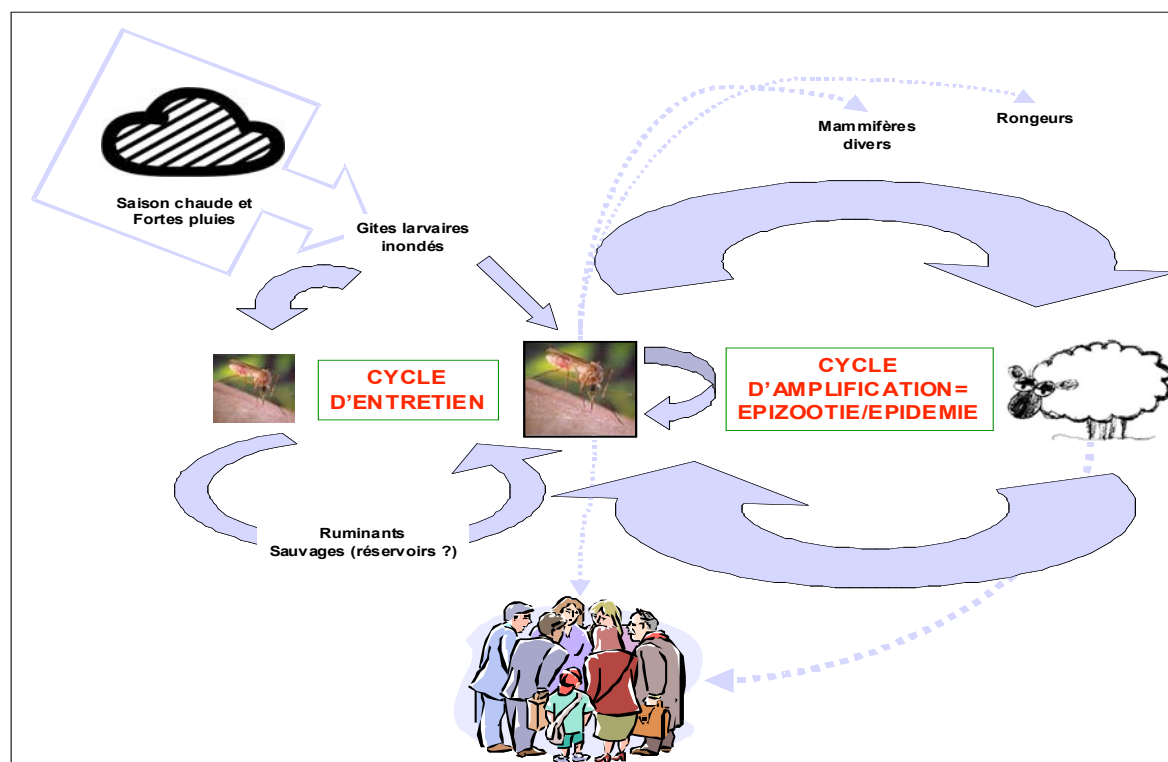 Mammifères
divers
Rongeurs
Saison chaude et
Fortes pluies
Gites larvaires
inondés
CYCLE
D'ENTRETIEN
CYCLE
D'AMPLIFICATION=
EPIZOOTIE/EPIDEMIE
Ruminants
Sauvages (réservoirs ?)